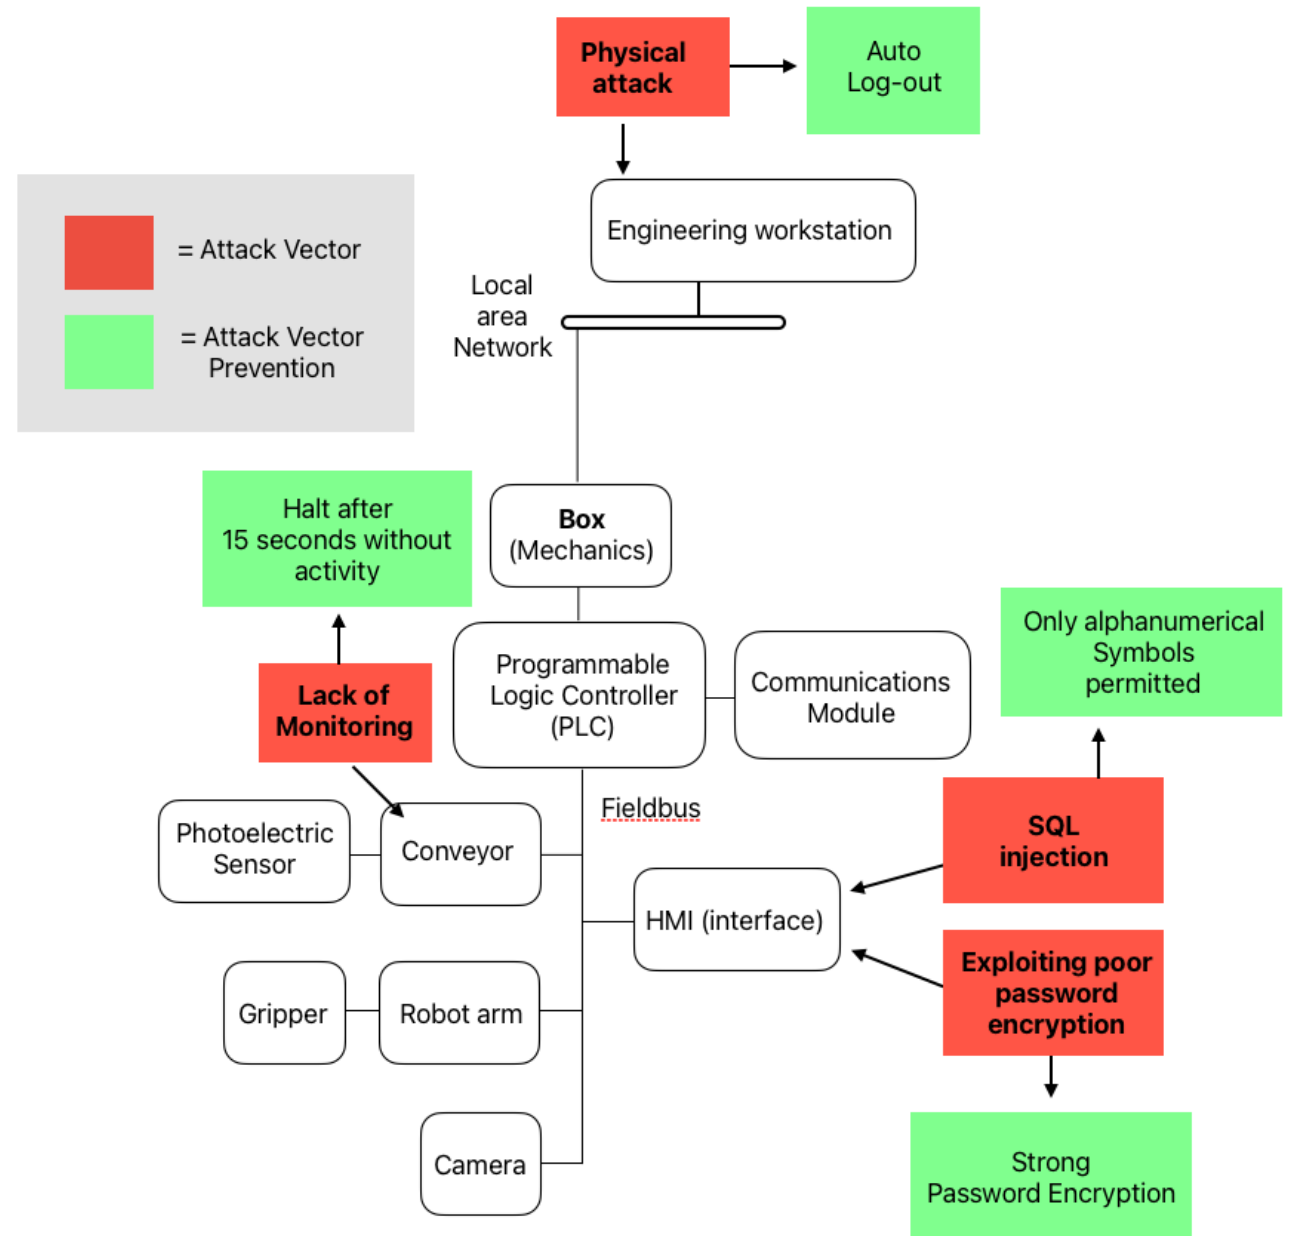 Physical
attack
Auto
Log-out
Engineering workstation
= Attack Vector
= Attack Vector
Prevention
Local
area
Network
Halt after
15 seconds without
activity
Box
(Mechanics)
Only alphanumerical
Symbols
permitted
Programmable
Logic Controller
(PLC)
Communications
Module
Lack of
Monitoring
Fieldbus
Photoelectric
Sensor
Conveyor
SQL
injection
HMI (interface)
Exploiting poor
password
encryption
Gripper
Robot arm
Camera
Strong
Password Encryption